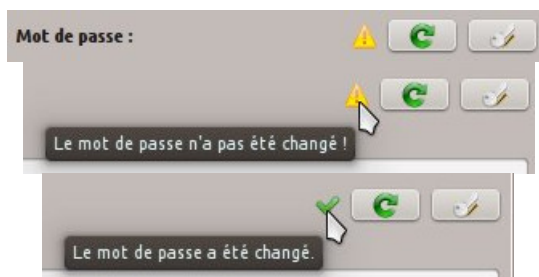 Mot de passe :
Le mot de passe n'a pas été changé !
Le mot de passe a été changé.